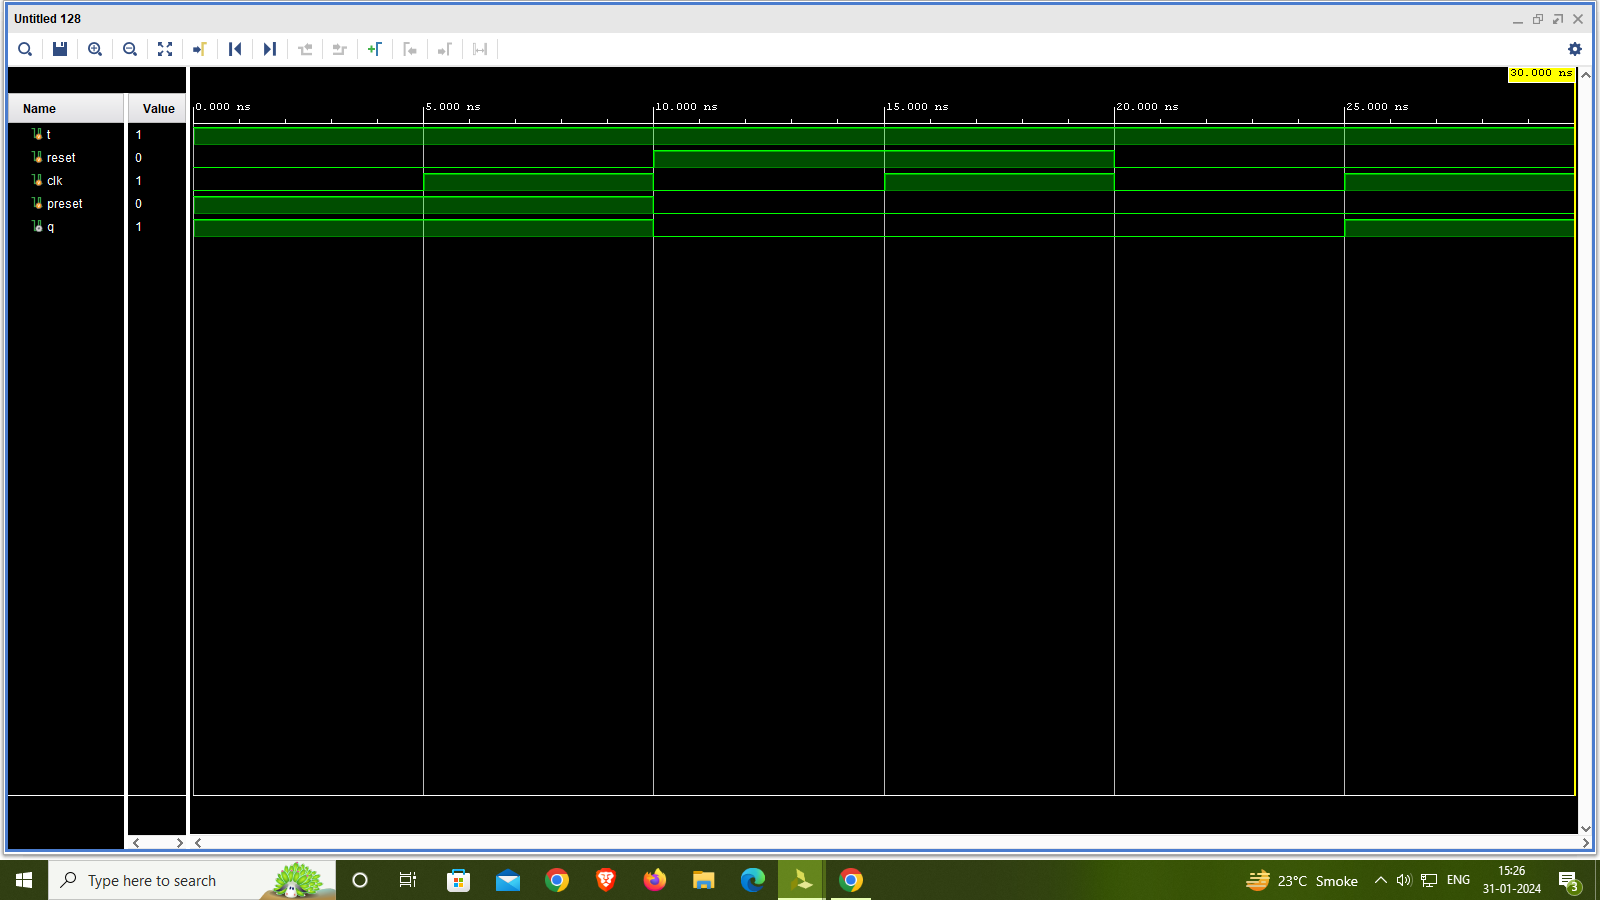 Untitled 128
30.000 ns
Name Value
0.000 ns 5.000 ns 10.000 ns 15.000 ns 20.000 ns 25.000 ns
t 1
reset 0
clk 1
preset 0
q 1
Type here to search
23°C Smoke
ENG
15:26
31-01-2024
3